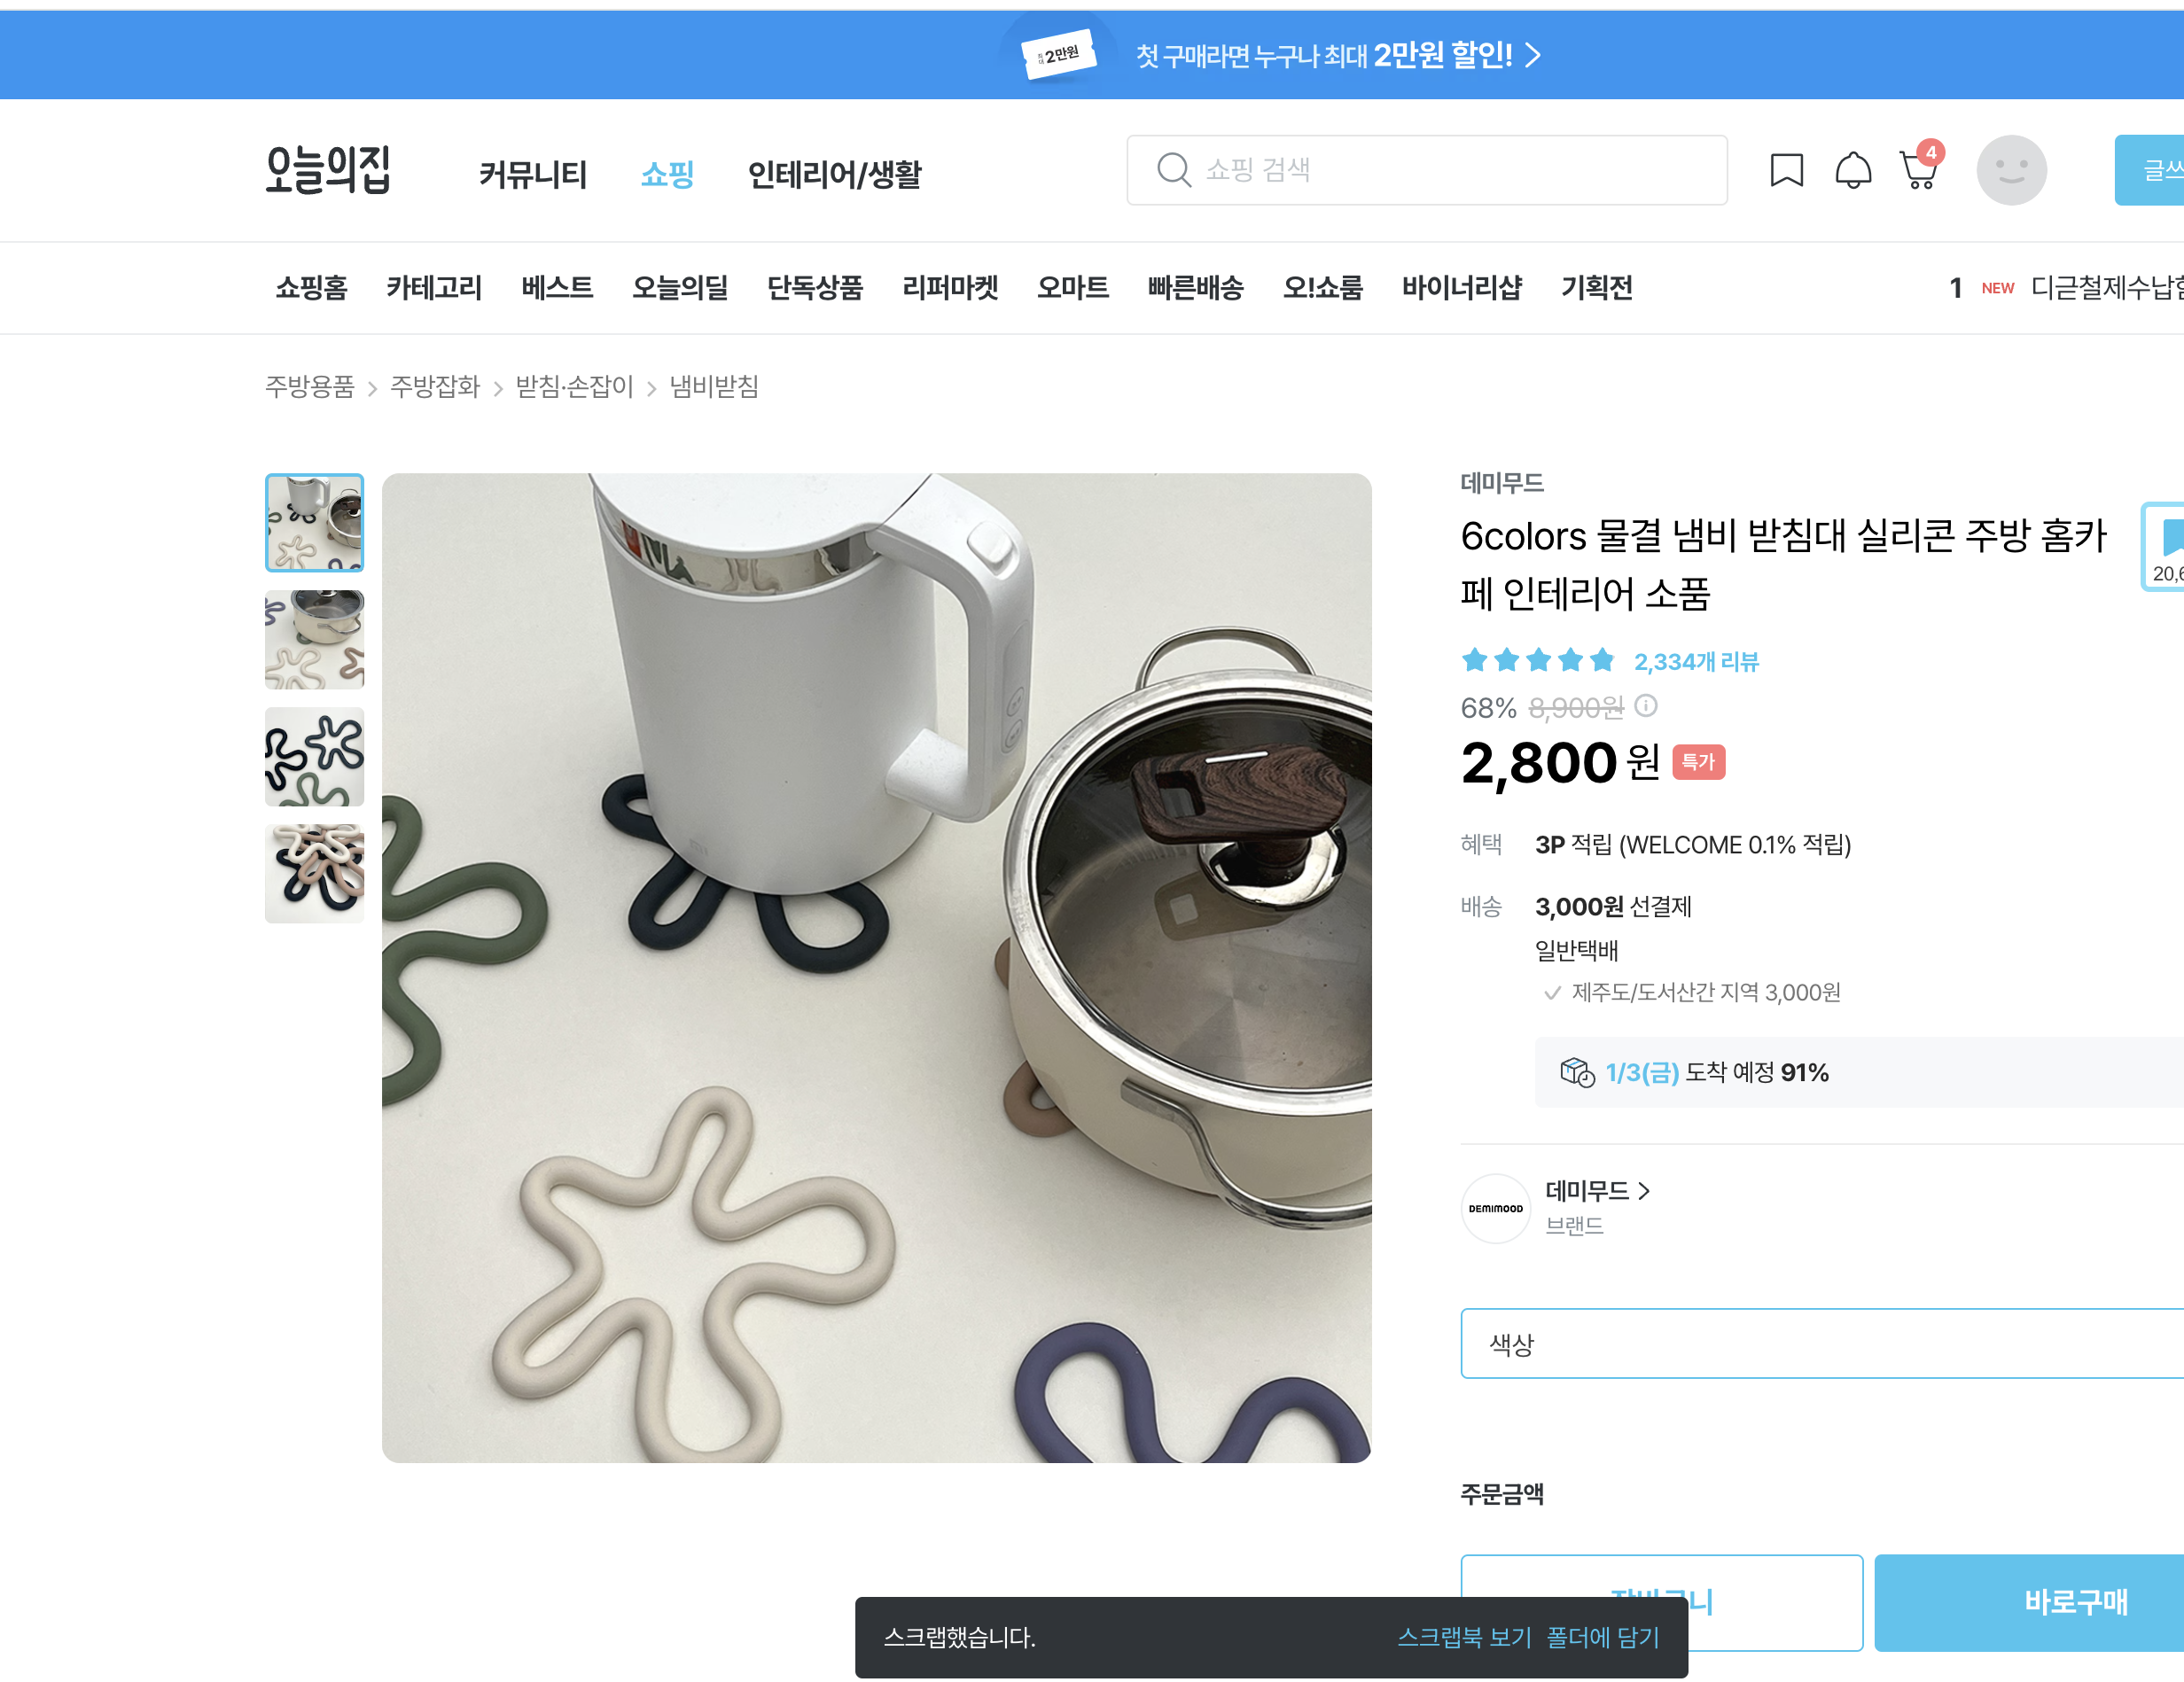 최대 2만원
첫 구매라면 누구나 최대 2만원 할인!
오늘의집
커뮤니티
쇼핑
인테리어/생활
쇼핑 검색
4
쇼핑홈
카테고리
베스트
오늘의딜
단독상품
리퍼마켓
오마트
빠른배송
오!쇼룸
바이너리샵
기획전
1 NEW 디귿철제수납
주방용품 > 주방잡화 > 받침·손잡이 > 냄비받침
데미무드
6colors 물결 냄비 받침대 실리콘 주방 홈카
페 인테리어 소품
20,6
2,334개 리뷰
68% 8,900원
2,800 원 특가
혜택 3P 적립 (WELCOME 0.1% 적립)
배송 3,000원 선결제
일반택배
제주도/도서산간 지역 3,000원
1/3(금) 도착 예정 91%
DEMIMOOD
데미무드
브랜드
색상
주문금액
바로구매
스크랩했습니다. 스크랩북 보기 폴더에 담기